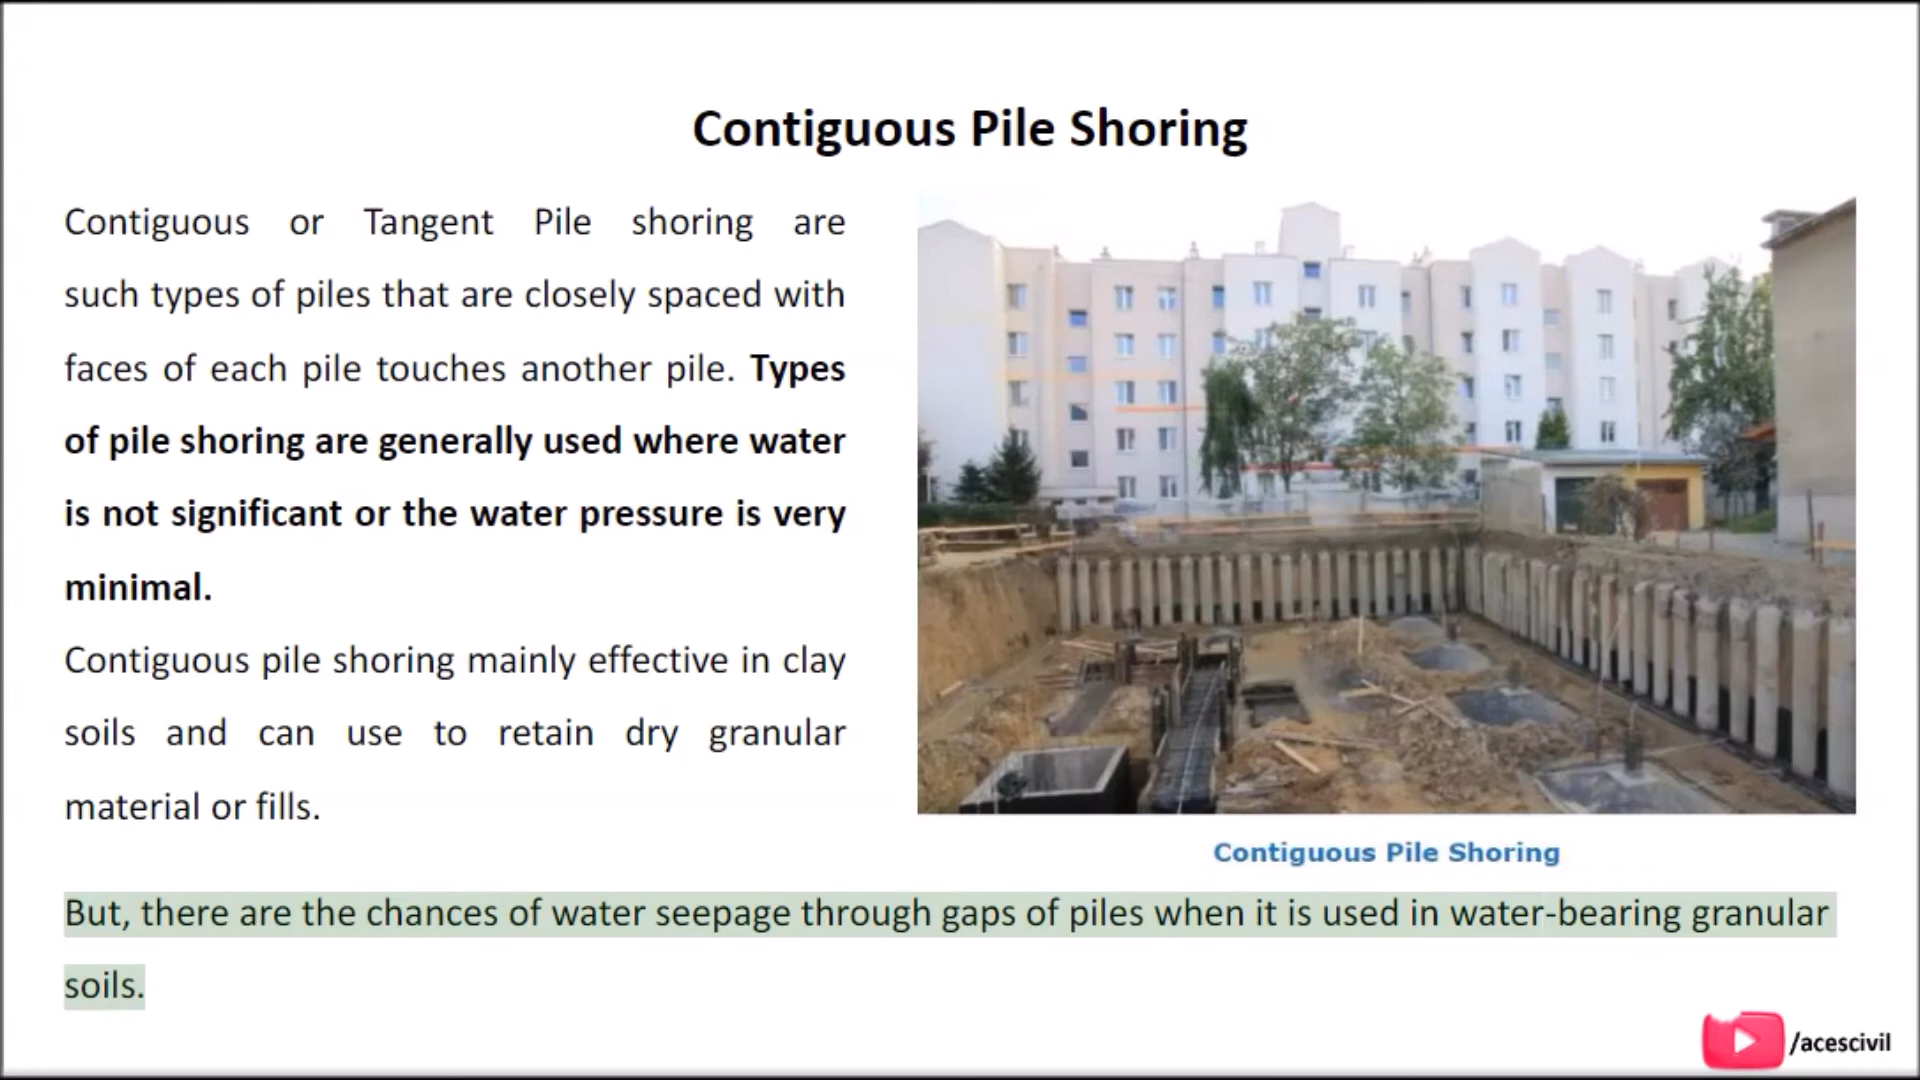 Contiguous Pile Shoring
Contiguous or Tangent Pile shoring are
such types of piles that are closely spaced with
faces of each pile touches another pile. Types
of pile shoring are generally used where water
is not significant or the water pressure is very
minimal.
Contiguous pile shoring mainly effective in clay
soils and can use to retain dry granular
material or fills.
Contiguous Pile Shoring
But, there are the chances of water seepage through gaps of piles when it is used in water-bearing granular
soils.
/acescivil